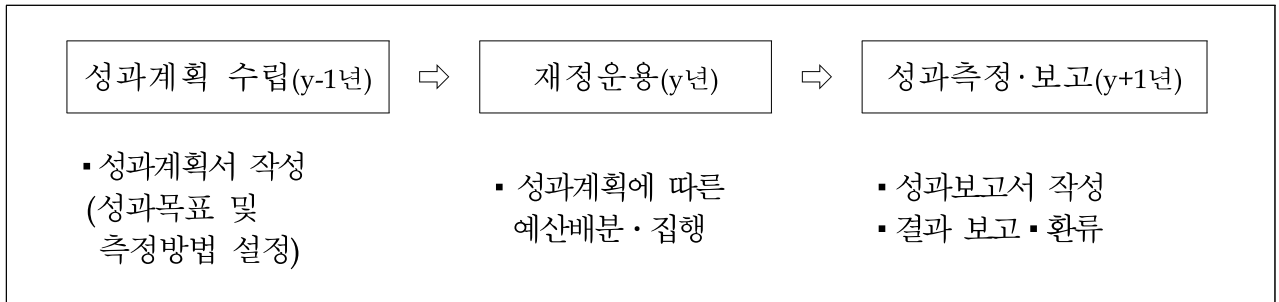 성과계획 수립(y-1년) ⇨ 재정운용(y년) ⇨ 성과측정·보고(y+1년)
▪성과계획서 작성
(성과목표 및
측정방법 설정)
▪ 성과계획에 따른
예산배분·집행
▪성과보고서 작성
▪결과 보고▪환류